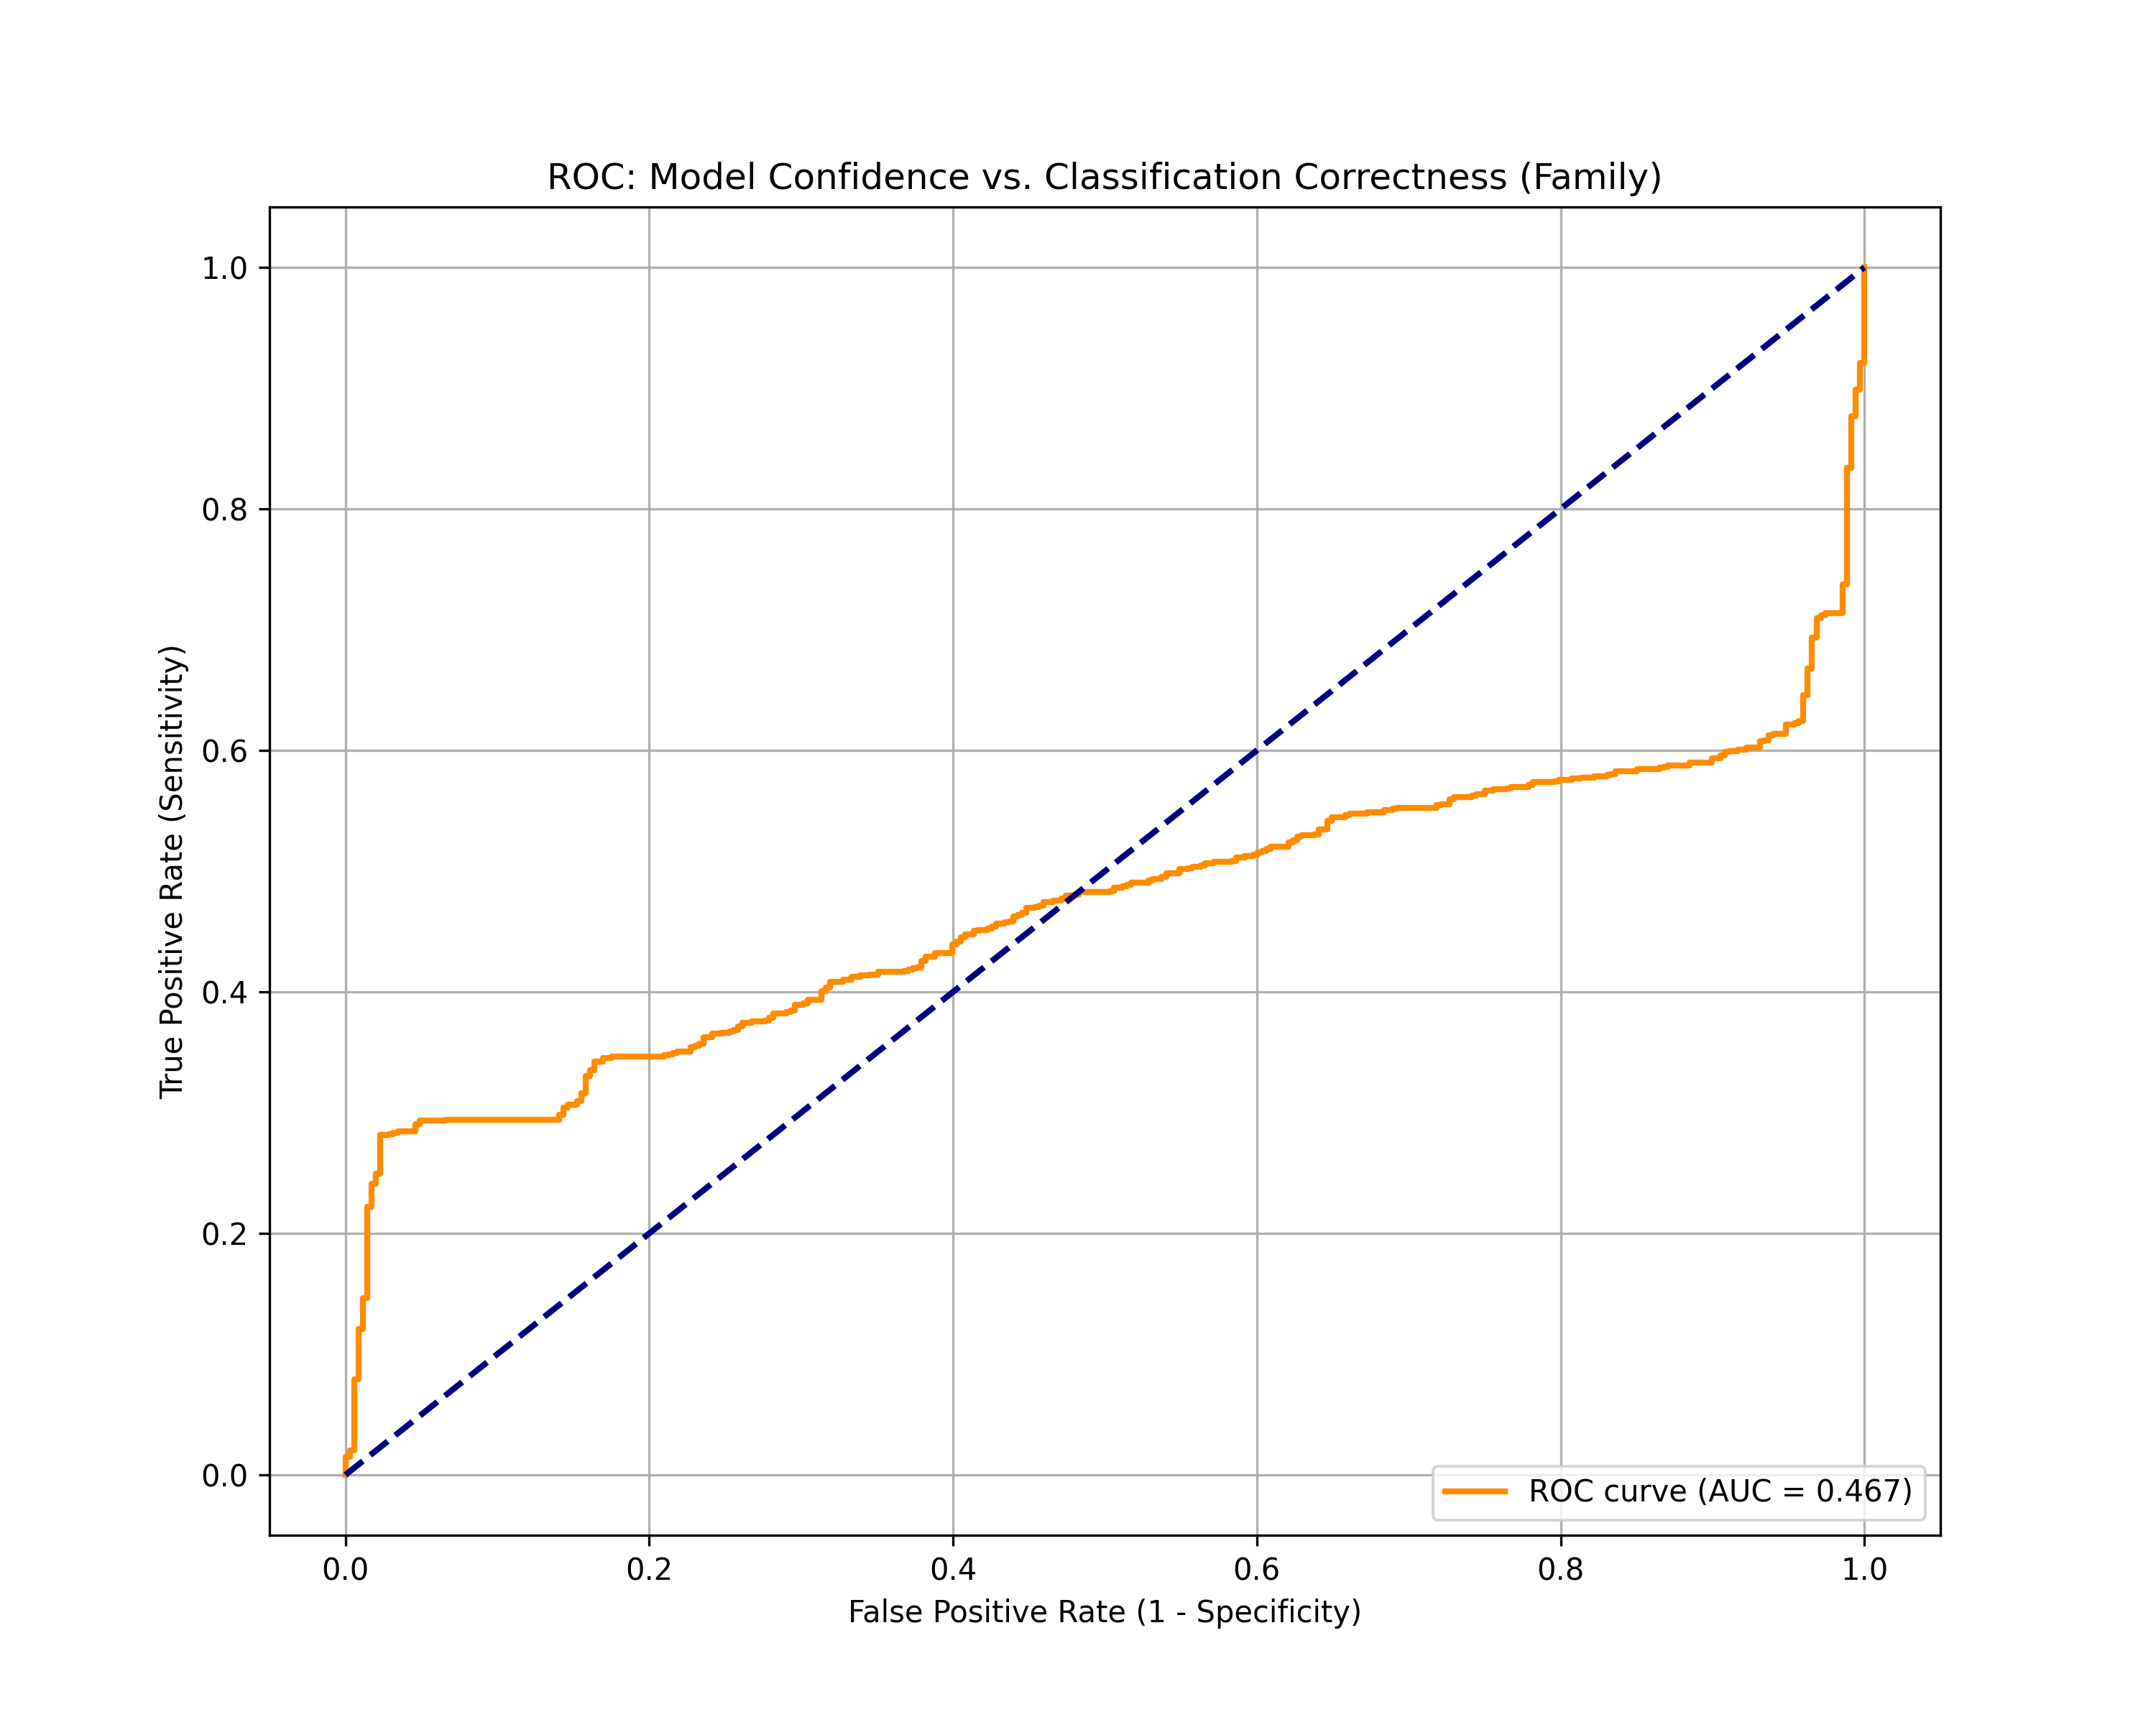 ROC: Model Confidence vs. Classification Correctness (Family)
True Positive Rate (Sensitivity)
1.0
0.8
0.6
0.4
0.2
0.0
ROC curve (AUC = 0.467)
0.0 0.2 0.4 0.6 0.8 1.0
False Positive Rate (1 - Specificity)